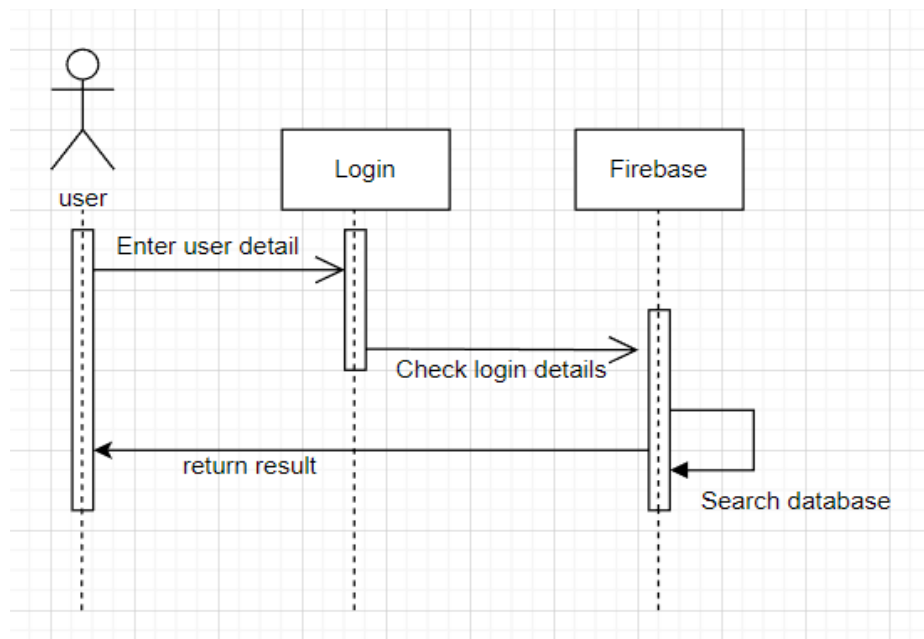 user
Login
Firebase
Enter user detail
Check login details
return result
Search database